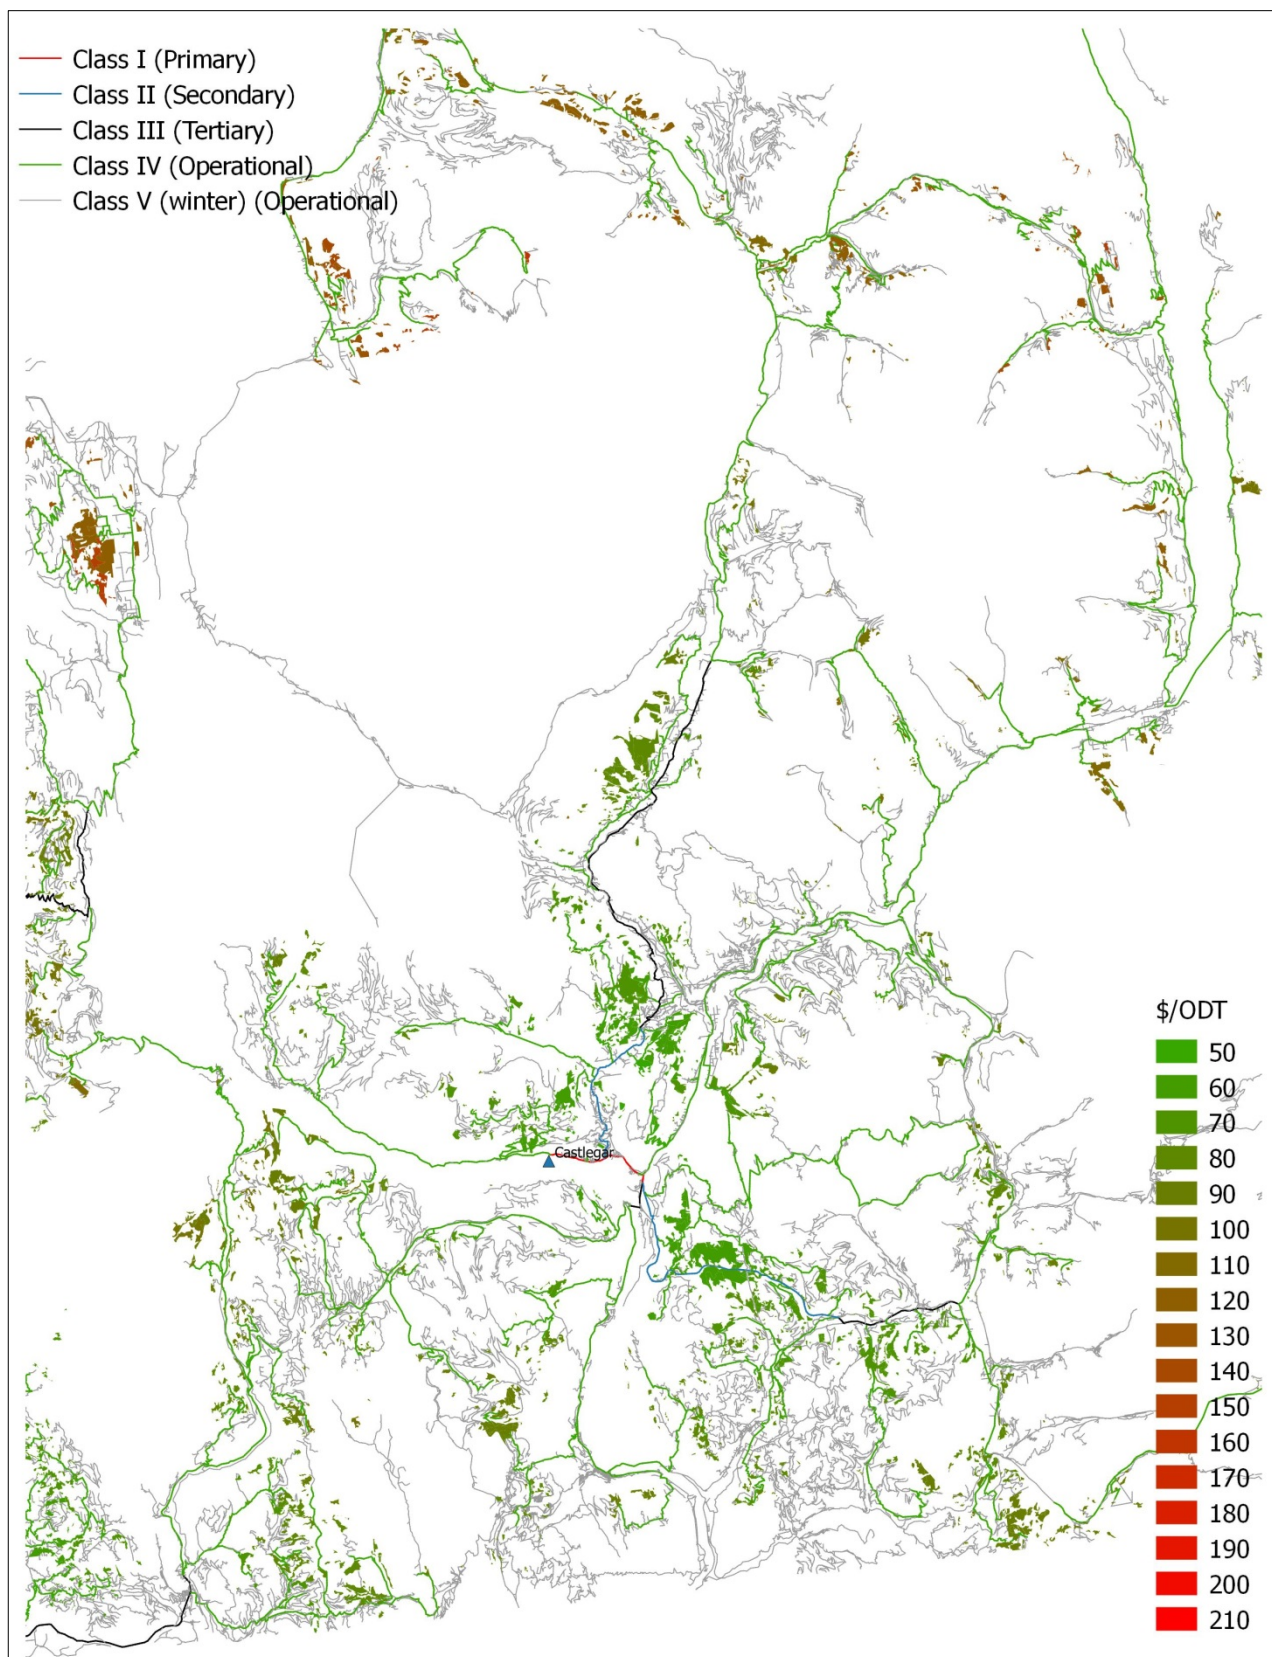 Class I (Primary)
Class II (Secondary)
Class III (Tertiary)
Class IV (Operational)
Class V (winter) (Operational)
Castlegar
$/ODT
50
60
70
80
90
100
110
120
130
140
150
160
170
180
190
200
210